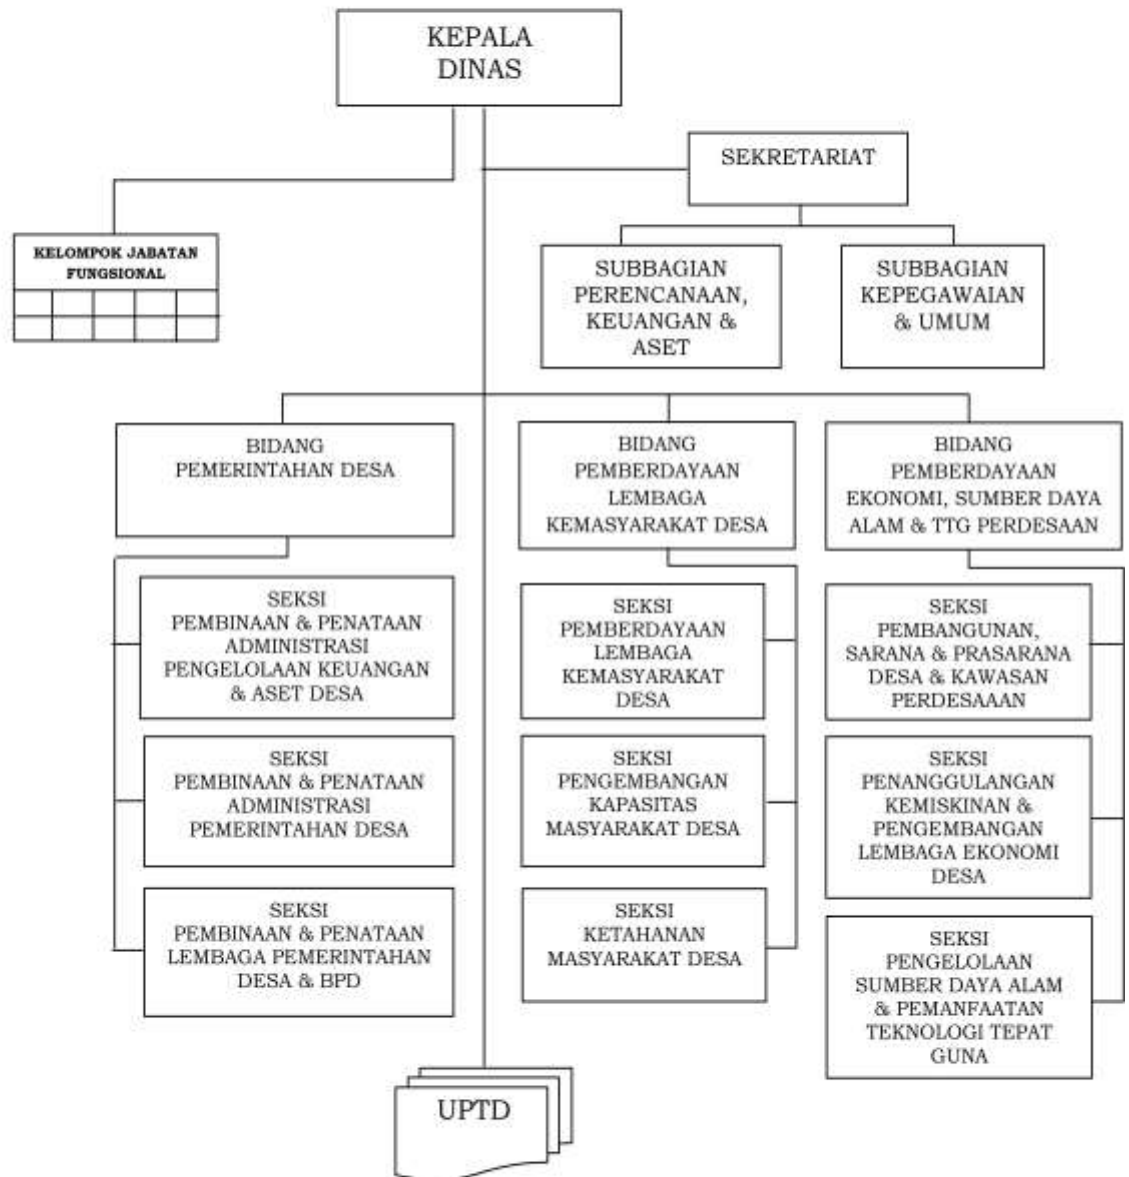 KEPALA
DINAS
SEKRETARIAT
KELOMPOK JABATAN
FUNGSIONAL
SUBBAGIAN
PERENCANAAN,
KEUANGAN &
ASET
SUBBAGIAN
KEPEGAWAIAN
& UMUM
BIDANG
PEMERINTAHAN DESA
BIDANG
PEMBERDAYAAN
LEMBAGA
KEMASYARAKAT DESA
BIDANG
PEMBERDAYAAN
EKONOMI, SUMBER DAYA
ALAM & TTG PERDESAAN
SEKSI
PEMBINAAN & PENATAAN
ADMINISTRASI
PENGELOLAAN KEUANGAN
& ASET DESA
SEKSI
PEMBERDAYAAN
LEMBAGA
KEMASYARAKAT
DESA
SEKSI
PEMBANGUNAN,
SARANA & PRASARANA
DESA & KAWASAN
PERDESAAAN
SEKSI
PEMBINAAN & PENATAAN
ADMINISTRASI
PEMERINTAHAN DESA
SEKSI
PENGEMBANGAN
KAPASITAS
MASYARAKAT DESA
SEKSI
PENANGGULANGAN
KEMISKINAN &
PENGEMBANGAN
LEMBAGA EKONOMI
DESA
SEKSI
PEMBINAAN & PENATAAN
LEMBAGA PEMERINTAHAN
DESA & BPD
SEKSI
KETAHANAN
MASYARAKAT DESA
SEKSI
PENGELOLAAN
SUMBER DAYA ALAM
& PEMANFAATAN
TEKNOLOGI TEPAT
GUNA
UPTD